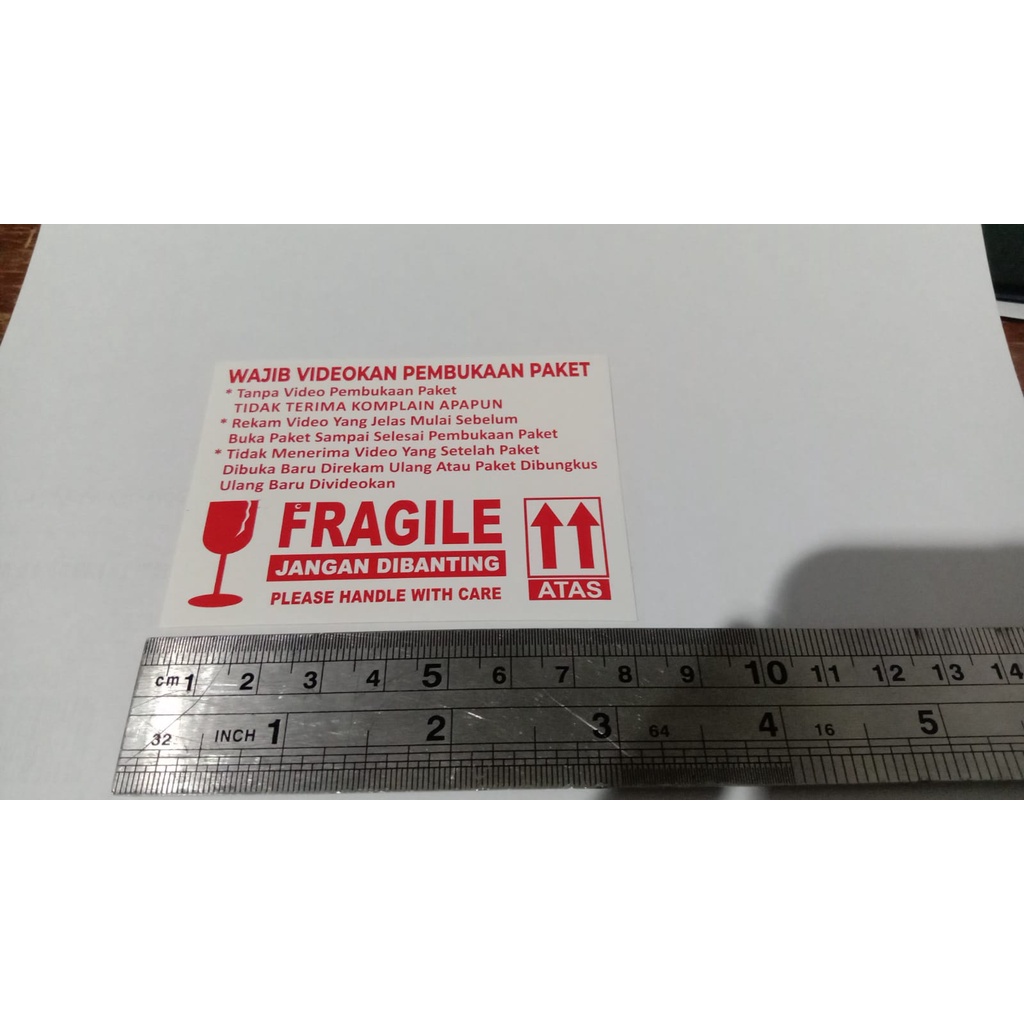 WAJIB VIDEOKAN PEMBUKAAN PAKET
* Tanpa Video Pembukaan Paket
TIDAK TERIMA KOMPLAIN APAPUN
* Rekam Video Yang Jelas Mulai Sebelum
Buka Paket Sampai Selesai Pembukaan Paket
* Tidak Menerima Video Yang Setelah Paket
Dibuka Baru Direkam Ulang Atau Paket Dibungkus
Ulang Baru Divideokan
FRAGILE
JANGAN DIBANTING
PLEASE HANDLE WITH CARE
ATAS
cm 1 2 3 4 5 6 7 8 9 10 11 12 13 14
32 INCH 1 2 3 64 4 16 5